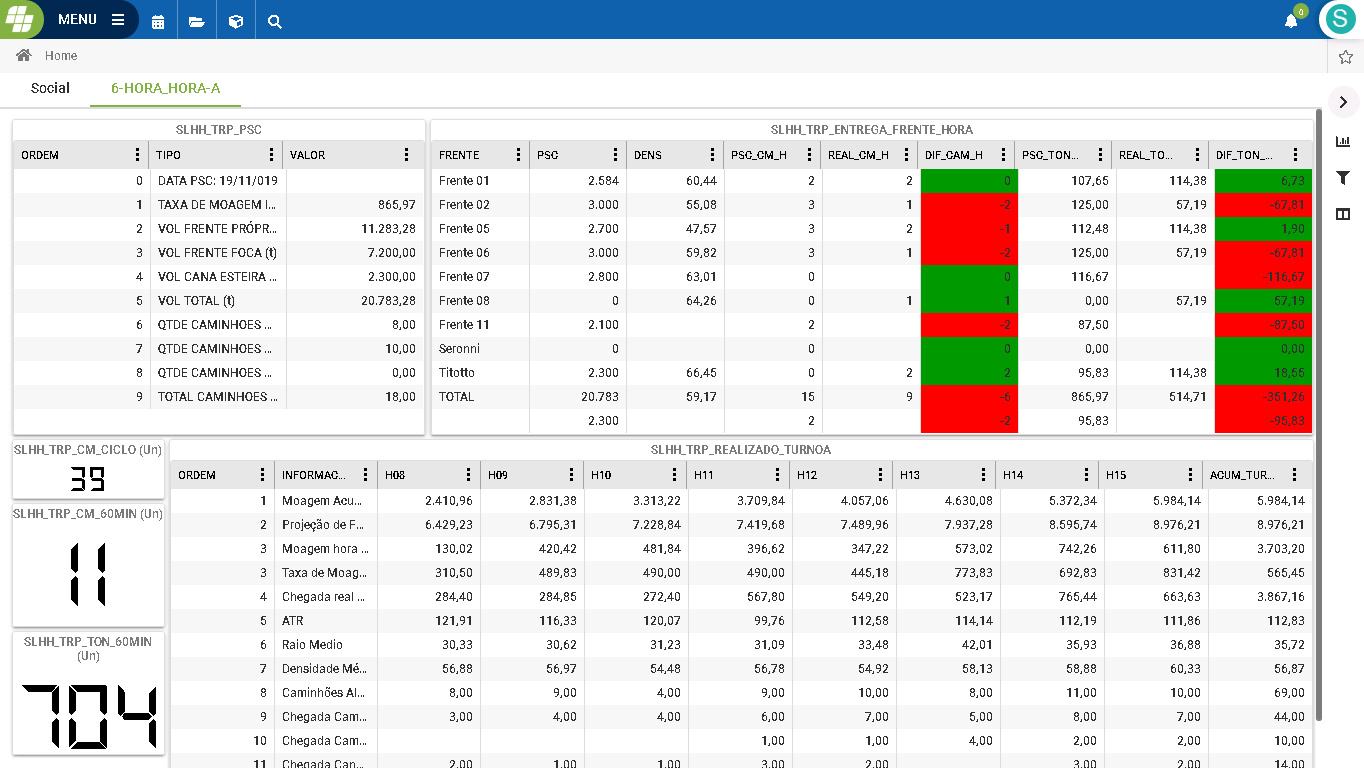 MENU
0
S
Home
Social 6-HORA_HORA-A
SLHH_TRP_PSC
ORDEM TIPO VALOR
0 DATA PSC: 19/11/019
1 TAXA DE MOAGEM I... 865,97
2 VOL FRENTE PRÓPR... 11.283,28
3 VOL FRENTE FOCA (t) 7.200,00
4 VOL CANA ESTEIRA ... 2.300,00
5 VOL TOTAL (t) 20.783,28
6 QTDE CAMINHOES ... 8,00
7 QTDE CAMINHOES ... 10,00
8 QTDE CAMINHOES ... 0,00
9 TOTAL CAMINHOES ... 18,00
SLHH_TRP_ENTREGA_FRENTE_HORA
FRENTE PSC DENS PSC_CM_H REAL_CM_H DIF_CAM_H PSC_TON... REAL_TO... DIF_TON_...
Frente 01 2.584 60,44 2 2 0 107,65 114,38 6,73
Frente 02 3.000 55,08 3 1 -2 125,00 57,19 -67,81
Frente 05 2.700 47,57 3 2 -1 112,48 114,38 1,90
Frente 06 3.000 59,82 3 1 -2 125,00 57,19 -67,81
Frente 07 2.800 63,01 0 0 116,67 -116,67
Frente 08 0 64,26 0 1 1 0,00 57,19 57,19
Frente 11 2.100 2 -2 87,50 -87,50
Seronni 0 0 0 0,00 0,00
Titotto 2.300 66,45 0 2 2 95,83 114,38 18,55
TOTAL 20.783 59,17 15 9 -6 865,97 514,71 -351,26
2.300 2 -2 95,83 -95,83
SLHH_TRP_CM_CICLO (Un)
39
SLHH_TRP_CM_60MIN (Un)
11
SLHH_TRP_TON_60MIN
(Un)
704
SLHH_TRP_REALIZADO_TURNOA
ORDEM INFORMAC... H08 H09 H10 H11 H12 H13 H14 H15 ACUM_TUR...
1 Moagem Acu... 2.410,96 2.831,38 3.313,22 3.709,84 4.057,06 4.630,08 5.372,34 5.984,14 5.984,14
2 Projeção de F... 6.429,23 6.795,31 7.228,84 7.419,68 7.489,96 7.937,28 8.595,74 8.976,21 8.976,21
3 Moagem hora ... 130,02 420,42 481,84 396,62 347,22 573,02 742,26 611,80 3.703,20
3 Taxa de Moag... 310,50 489,83 490,00 490,00 445,18 773,83 692,83 831,42 565,45
4 Chegada real ... 284,40 284,85 272,40 567,80 549,20 523,17 765,44 663,63 3.867,16
5 ATR 121,91 116,33 120,07 99,76 112,58 114,14 112,19 111,86 112,83
6 Raio Medio 30,33 30,62 31,23 31,09 33,48 42,01 35,93 36,88 35,72
7 Densidade Mé... 56,88 56,97 54,48 56,78 54,92 58,13 58,88 60,33 56,87
8 Caminhões Al... 8,00 9,00 4,00 9,00 10,00 8,00 11,00 10,00 69,00
9 Chegada Cam... 3,00 4,00 4,00 6,00 7,00 5,00 8,00 7,00 44,00
10 Chegada Cam... 1,00 1,00 4,00 2,00 2,00 10,00
11 Chegada Can... 2,00 1,00 1,00 3,00 2,00 3,00 2,00 14,00